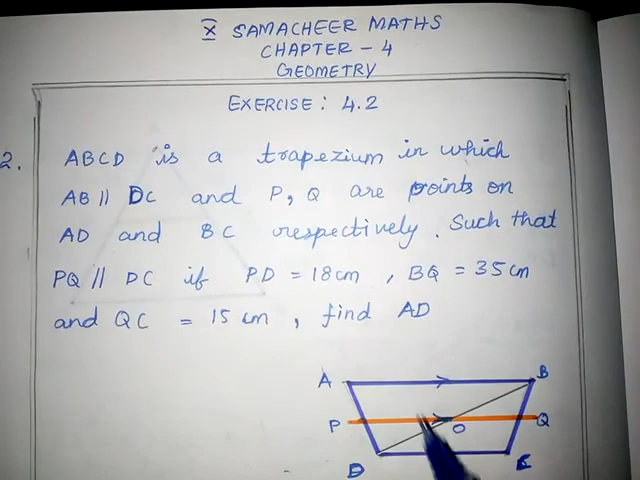 X SAMACHEER MATHS
CHAPTER - 4
GEOMETRY
EXERCISE : 4.2
2. ABCD is a trapezium in which
AB || DC and P, Q are points on
AD and BC respectively. Such that
PQ // DC if PD = 18cm , BQ = 35cm
and QC = 15 cm , find AD
A B
P O Q
D C